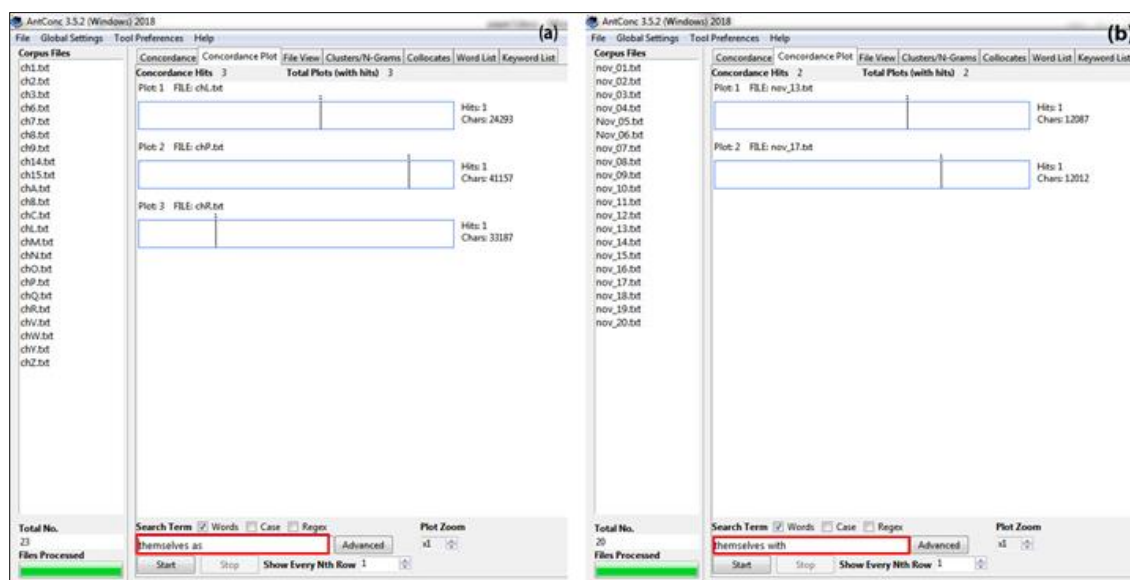 AntConc 3.5.2 (Windows) 2018
(a)
File Global Settings Tool Preferences Help
Corpus Files
ch1.txt
ch2.txt
ch3.txt
ch6.txt
ch7.txt
ch8.txt
ch9.txt
ch14.txt
ch15.txt
chA.txt
chB.txt
chC.txt
chL.txt
chM.txt
chN.txt
chO.txt
chP.txt
chQ.txt
chR.txt
chV.txt
chW.txt
chY.txt
chZ.txt
Total No.
23
Files Processed
Concordance Concordance Plot File View Clusters/N-Grams Collocates Word List Keyword List
Concordance Hits 3 Total Plots (with hits) 3
Plot: 1 FILE: chL.txt
Hits: 1
Chars: 24293
Plot: 2 FILE: chP.txt
Hits: 1
Chars: 41157
Plot: 3 FILE: chR.txt
Hits: 1
Chars: 33187
Search Term Words Case Regex Plot Zoom
themselves as Advanced x1
Start Stop Show Every Nth Row 1
AntConc 3.5.2 (Windows) 2018
(b)
File Global Settings Tool Preferences Help
Corpus Files
nov_01.txt
nov_02.txt
nov_03.txt
nov_04.txt
Nov_05.txt
Nov_06.txt
nov_07.txt
nov_08.txt
nov_09.txt
nov_10.txt
nov_11.txt
nov_12.txt
nov_13.txt
nov_14.txt
nov_15.txt
nov_16.txt
nov_17.txt
nov_18.txt
nov_19.txt
nov_20.txt
Total No.
20
Files Processed
Concordance Concordance Plot File View Clusters/N-Grams Collocates Word List Keyword List
Concordance Hits 2 Total Plots (with hits) 2
Plot: 1 FILE: nov_13.txt
Hits: 1
Chars: 12087
Plot: 2 FILE: nov_17.txt
Hits: 1
Chars: 12012
Search Term Words Case Regex Plot Zoom
themselves with Advanced x1
Start Stop Show Every Nth Row 1